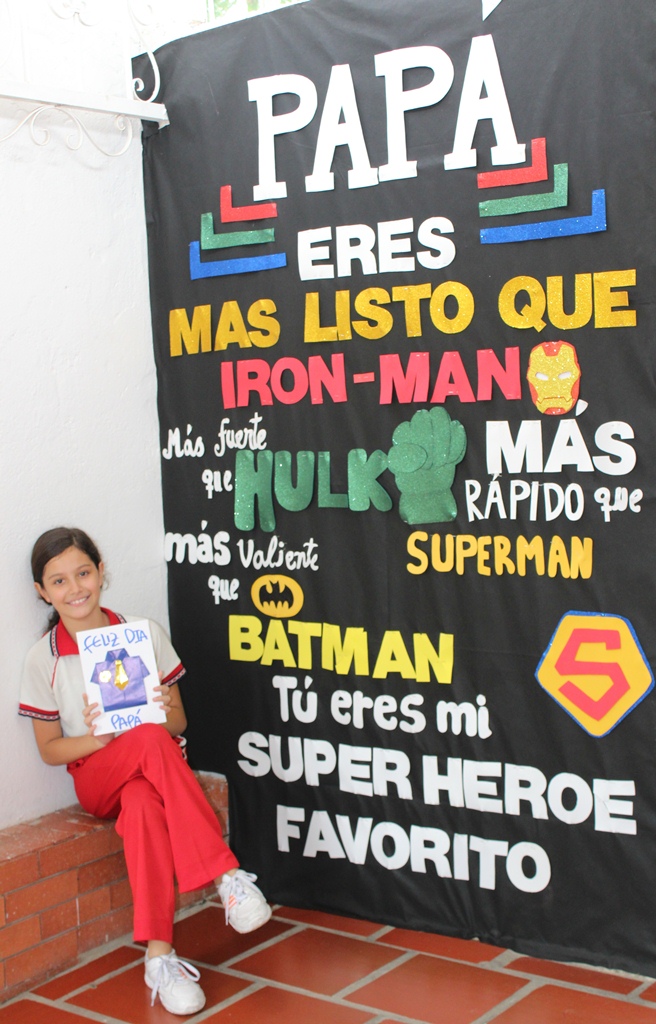 PAPA
ERES
MAS LISTO QUE
IRON-MAN
Más fuerte
que HULK
MÁS
RÁPIDO que
SUPERMAN
más valiente
que
BATMAN
S
Tú eres mi
SUPER HEROE
FAVORITO
FELIZ DIA
PAPÁ